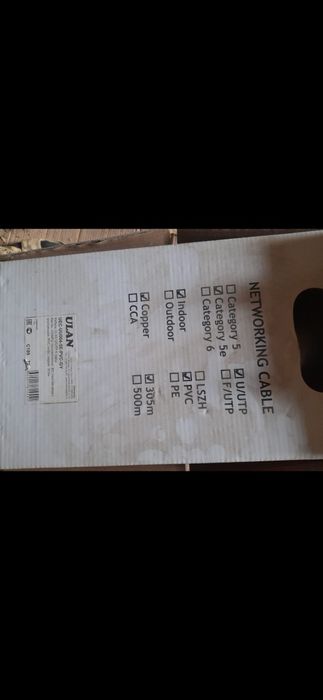 NETWORKING CABLE
☐ Category 5 ☑ U/UTP
☑ Category 5e ☐ F/UTP
☐ Category 6
☐ LSZH
☑ Indoor ☑ PVC
☐ Outdoor ☐ PE
☑ Copper ☑ 305m
☐ CCA ☐ 500m
ULAN